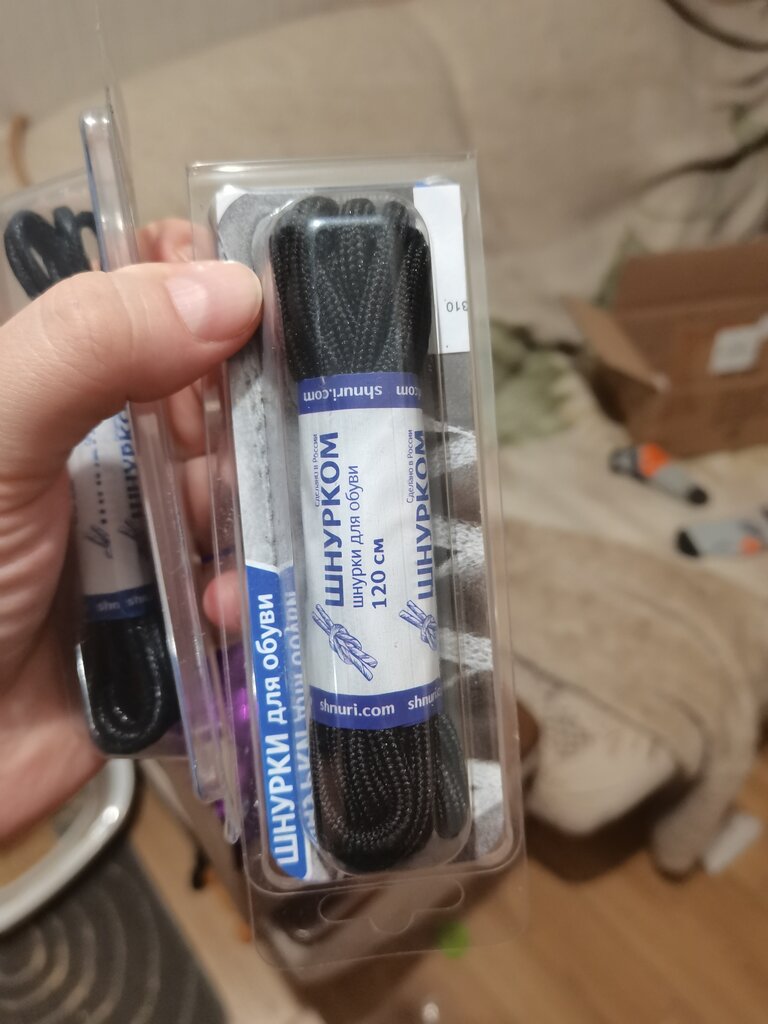 310
shnuri.com
Сделано в России
ШНУРКОМ
шнурки для обуви
120 см
Сделано в России
ШНУРКОМ
shnuri.com
ШНУРКИ для обуви